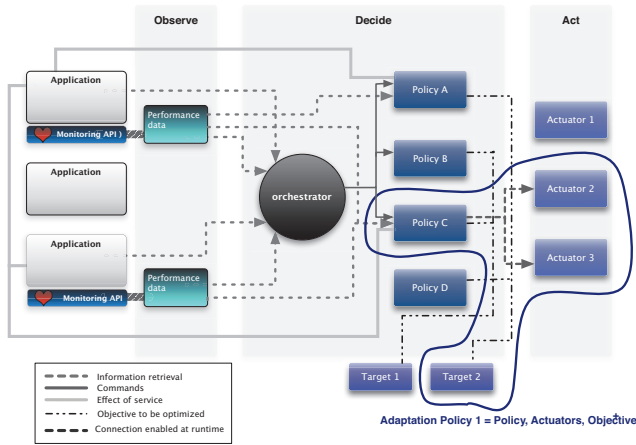 Observe
Decide
Act
Application
Monitoring API )
Performance
data
Application
Application
Monitoring API
Performance
data
orchestrator
Policy A
Policy B
Policy C
Policy D
Actuator 1
Actuator 2
Actuator 3
Target 1
Target 2
Information retrieval
Commands
Effect of service
Objective to be optimized
Connection enabled at runtime
Adaptation Policy 1 = Policy, Actuators, Objective